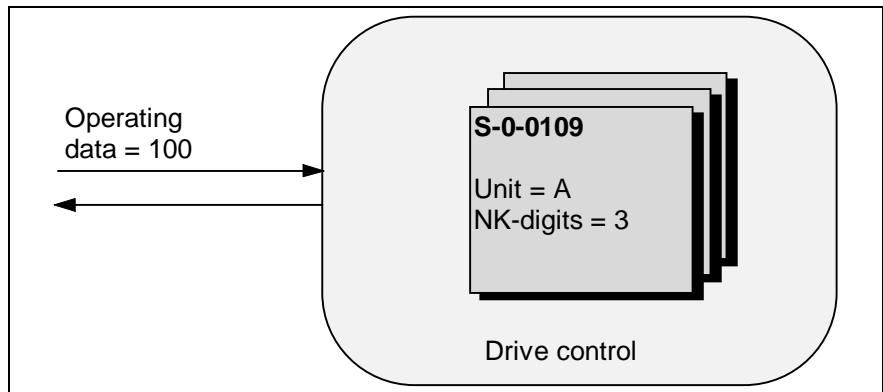 Operating
data = 100
S-0-0109
Unit = A
NK-digits = 3
Drive control